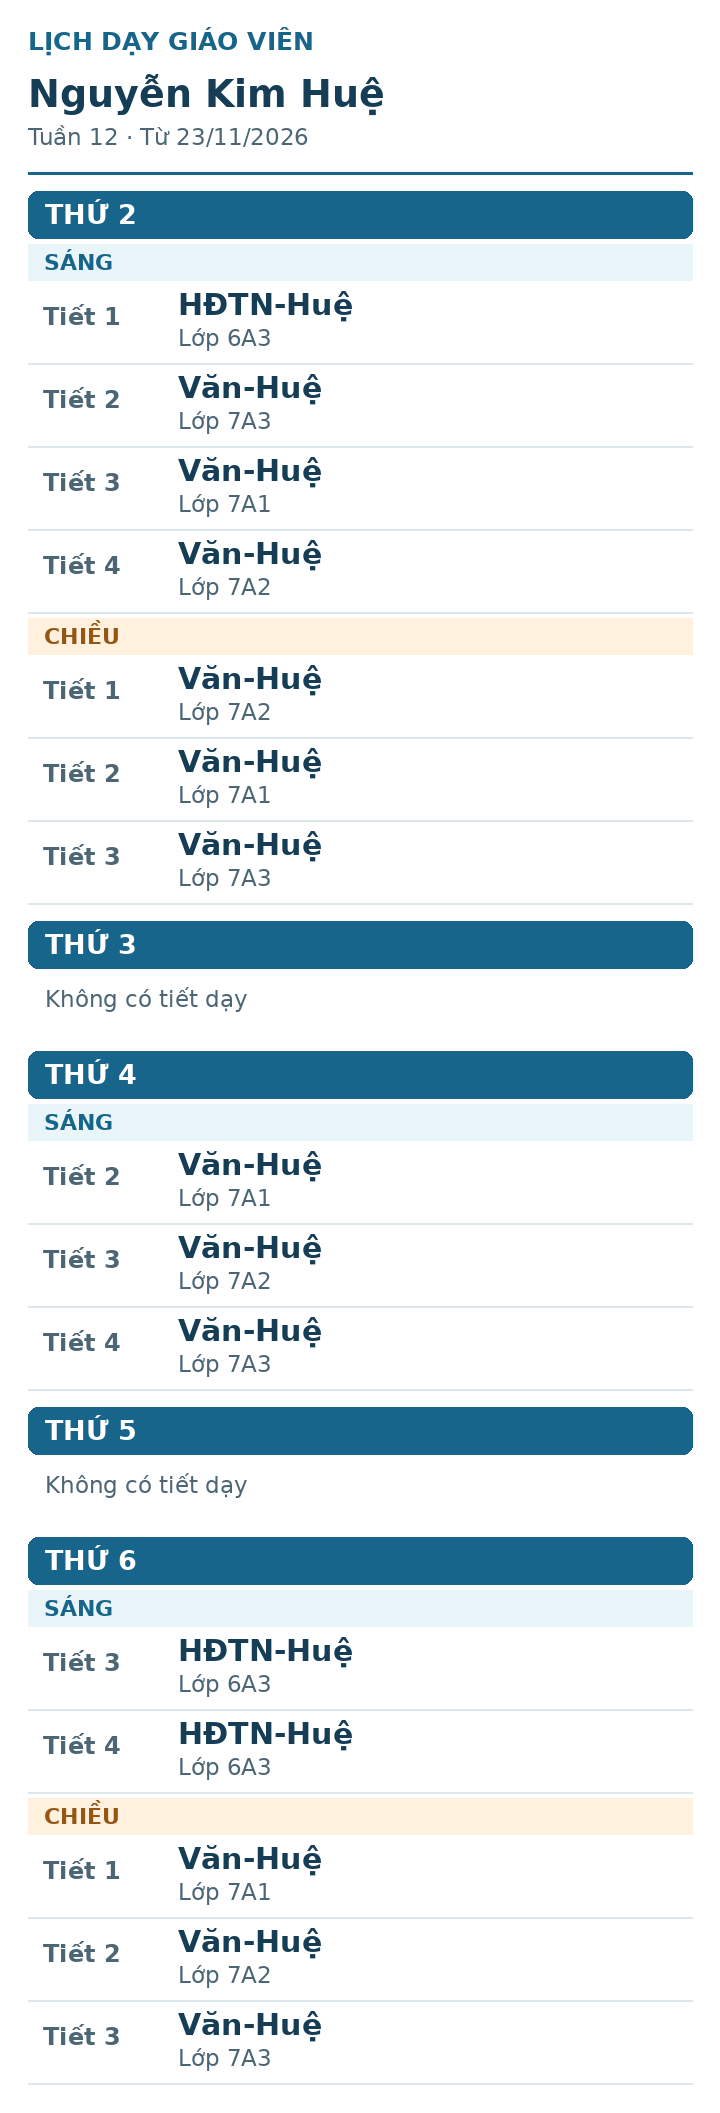 LỊCH DẠY GIÁO VIÊN
Nguyễn Kim Huệ
Tuần 12 · Từ 23/11/2026
THỨ 2
SÁNG
Tiết 1 HĐTN-Huệ
Lớp 6A3
Tiết 2 Văn-Huệ
Lớp 7A3
Tiết 3 Văn-Huệ
Lớp 7A1
Tiết 4 Văn-Huệ
Lớp 7A2
CHIỀU
Tiết 1 Văn-Huệ
Lớp 7A2
Tiết 2 Văn-Huệ
Lớp 7A1
Tiết 3 Văn-Huệ
Lớp 7A3
THỨ 3
Không có tiết dạy
THỨ 4
SÁNG
Tiết 2 Văn-Huệ
Lớp 7A1
Tiết 3 Văn-Huệ
Lớp 7A2
Tiết 4 Văn-Huệ
Lớp 7A3
THỨ 5
Không có tiết dạy
THỨ 6
SÁNG
Tiết 3 HĐTN-Huệ
Lớp 6A3
Tiết 4 HĐTN-Huệ
Lớp 6A3
CHIỀU
Tiết 1 Văn-Huệ
Lớp 7A1
Tiết 2 Văn-Huệ
Lớp 7A2
Tiết 3 Văn-Huệ
Lớp 7A3